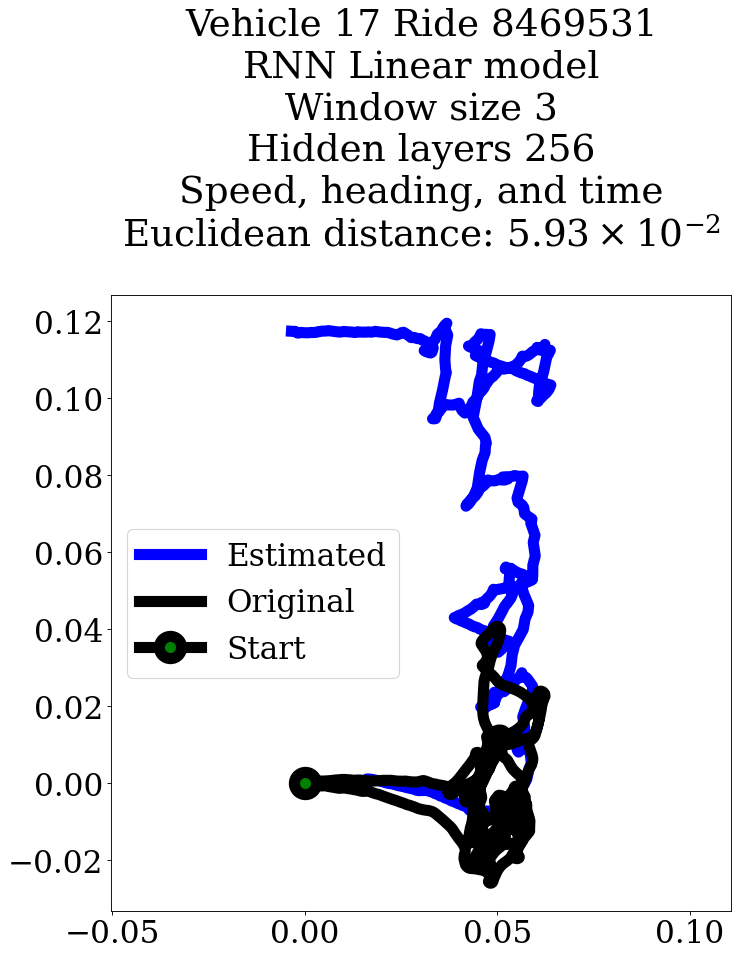 Vehicle 17 Ride 8469531
RNN Linear model
Window size 3
Hidden layers 256
Speed, heading, and time
Euclidean distance: 5.93 × 10⁻²
0.12
0.10
0.08
0.06
0.04
0.02
0.00
−0.02
Estimated
Original
Start
−0.05 0.00 0.05 0.10